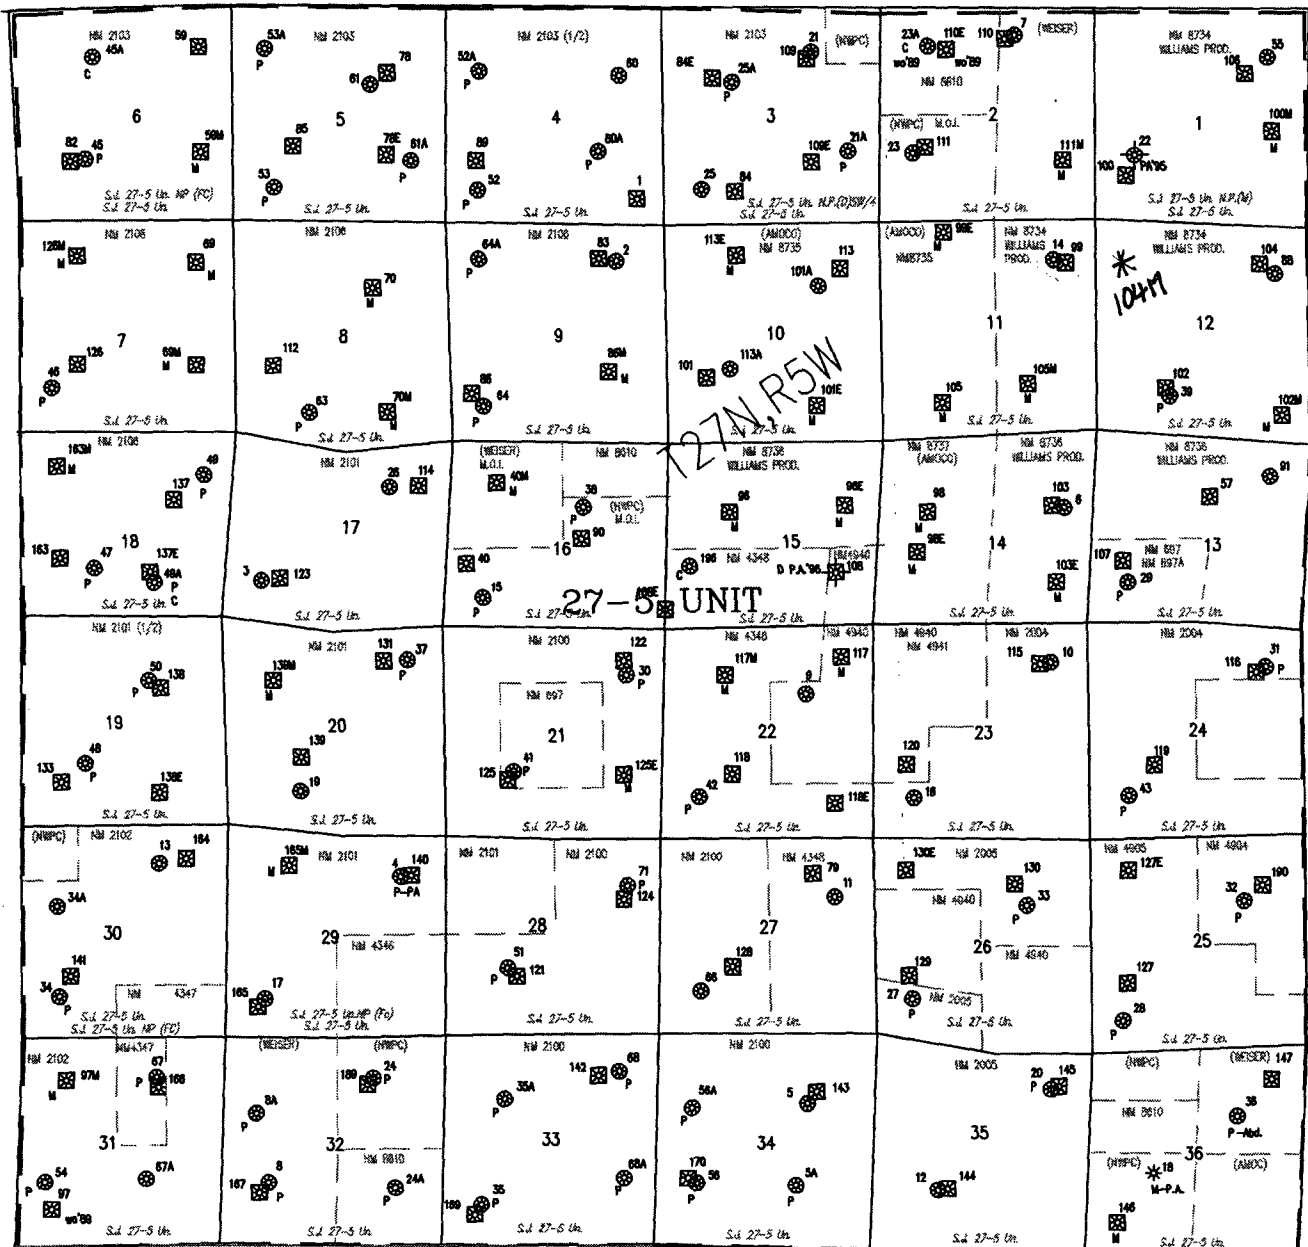 NM 2103
45A
C
59
6
82
45
P
59M
M
S.J. 27-5 Un. NP (FC)
S.J. 27-5 Un.
53A
P
NM 2103
78
61
5
85
78E
61A
P
53
P
S.J. 27-5 Un.
NM 2103 (1/2)
52A
P
60
4
89
60A
P
52
P
1
S.J. 27-5 Un.
NM 2103
21
109
(NWPC)
84E
25A
P
3
109E
21A
P
25
84
S.J. 27-5 Un. N.P.(D)SW/4
S.J. 27-5 Un.
23A
C
wo'89
110E
wo'89
110
7
(WEISER)
NM 8610
(NWPC) M.O.I.
2
23
111
111M
M
S.J. 27-5 Un.
NM 8734
WILLIAMS PROD.
55
106
1
100M
M
22
PA'95
100
S.J. 27-5 Un. N.P.(M)
S.J. 27-5 Un.
NM 2106
126M
M
69
M
7
126
69M
M
46
P
S.J. 27-5 Un.
NM 2106
70
M
8
112
63
P
70M
M
S.J. 27-5 Un.
NM 2106
64A
P
83
2
9
86M
M
86
64
P
S.J. 27-5 Un.
(AMOCO)
NM 8735
113E
M
113
101A
10
101
113A
101E
M
S.J. 27-5 Un.
T27N,R5W
(AMOCO)
99E
M
NM8735
NM 8734
WILLIAMS
PROD.
14
99
11
105
M
105M
M
S.J. 27-5 Un.
NM 8734
WILLIAMS PROD.
104
88
104M
12
102
39
P
102M
M
S.J. 27-5 Un.
NM 2106
163M
M
49
P
137
18
163
47
P
137E
49A
P
C
S.J. 27-5 Un.
NM 2101
26
114
17
3
123
S.J. 27-5 Un.
(WEISER)
M.O.I.
40M
M
NM 8610
38
P
(NWPC)
M.O.I.
90
16
40
15
P
S.J. 27-5 Un.
27-5 UNIT
NM 8736
WILLIAMS PROD.
96
M
96E
M
15
NM 4348
NM4940
196
C
D P.A.'96
108
S.J. 27-5 Un.
NM 8737
(AMOCO)
98
M
98E
M
NM 8736
WILLIAMS PROD.
103
6
14
103E
M
S.J. 27-5 Un.
NM 8736
WILLIAMS PROD.
91
57
13
107
NM 697
NM 697A
29
P
S.J. 27-5 Un.
NM 2101 (1/2)
50
P
138
19
48
P
133
138E
S.J. 27-5 Un.
NM 2101
131
37
P
139M
M
20
139
19
S.J. 27-5 Un.
NM 2100
122
30
P
NM 697
21
41
P
125
125E
M
S.J. 27-5 Un.
NM 4348
NM 4940
117M
M
117
M
9
22
118
42
P
118E
S.J. 27-5 Un.
NM 4940
NM 4941
NM 2004
115
10
23
120
16
S.J. 27-5 Un.
NM 2004
31
P
116
24
119
43
P
S.J. 27-5 Un.
(NWPC)
NM 2102
13
164
34A
30
141
34
P
NM 4347
S.J. 27-5 Un.
S.J. 27-5 Un. NP (FC)
165M
M
NM 2101
4
140
P-PA
29
NM 4346
165
17
S.J. 27-5 Un.NP (Fc)
S.J. 27-5 Un.
NM 2101
NM 2100
71
P
124
28
51
P
121
S.J. 27-5 Un.
NM 2100
NM 4348
79
11
27
128
66
S.J. 27-5 Un.
130E
NM 2005
130
NM 4940
33
P
26
NM 4940
129
27
P
NM 2005
S.J. 27-5 Un.
NM 4905
NM 4904
127E
190
32
P
25
127
28
P
S.J. 27-5 Un.
NM 2102
NM4347
97M
M
67
P
166
31
54
P
67A
97
wo'89
S.J. 27-5 Un.
(WEISER)
(NWPC)
24
P
189
8A
P
32
NM 8610
8
P
167
24A
P
S.J. 27-5 Un.
NM 2100
142
68
P
35A
P
33
68A
P
35
P
169
S.J. 27-5 Un.
NM 2100
56A
P
5
143
34
170
56
P
5A
P
S.J. 27-5 Un.
NM 2005
20
P
145
35
12
144
S.J. 27-5 Un.
(NWPC)
(WEISER)
147
NM 8610
36
P-Abd.
(NWPC)
36
(AMOC)
18
M-P.A.
146
M
S.J. 27-5 Un.